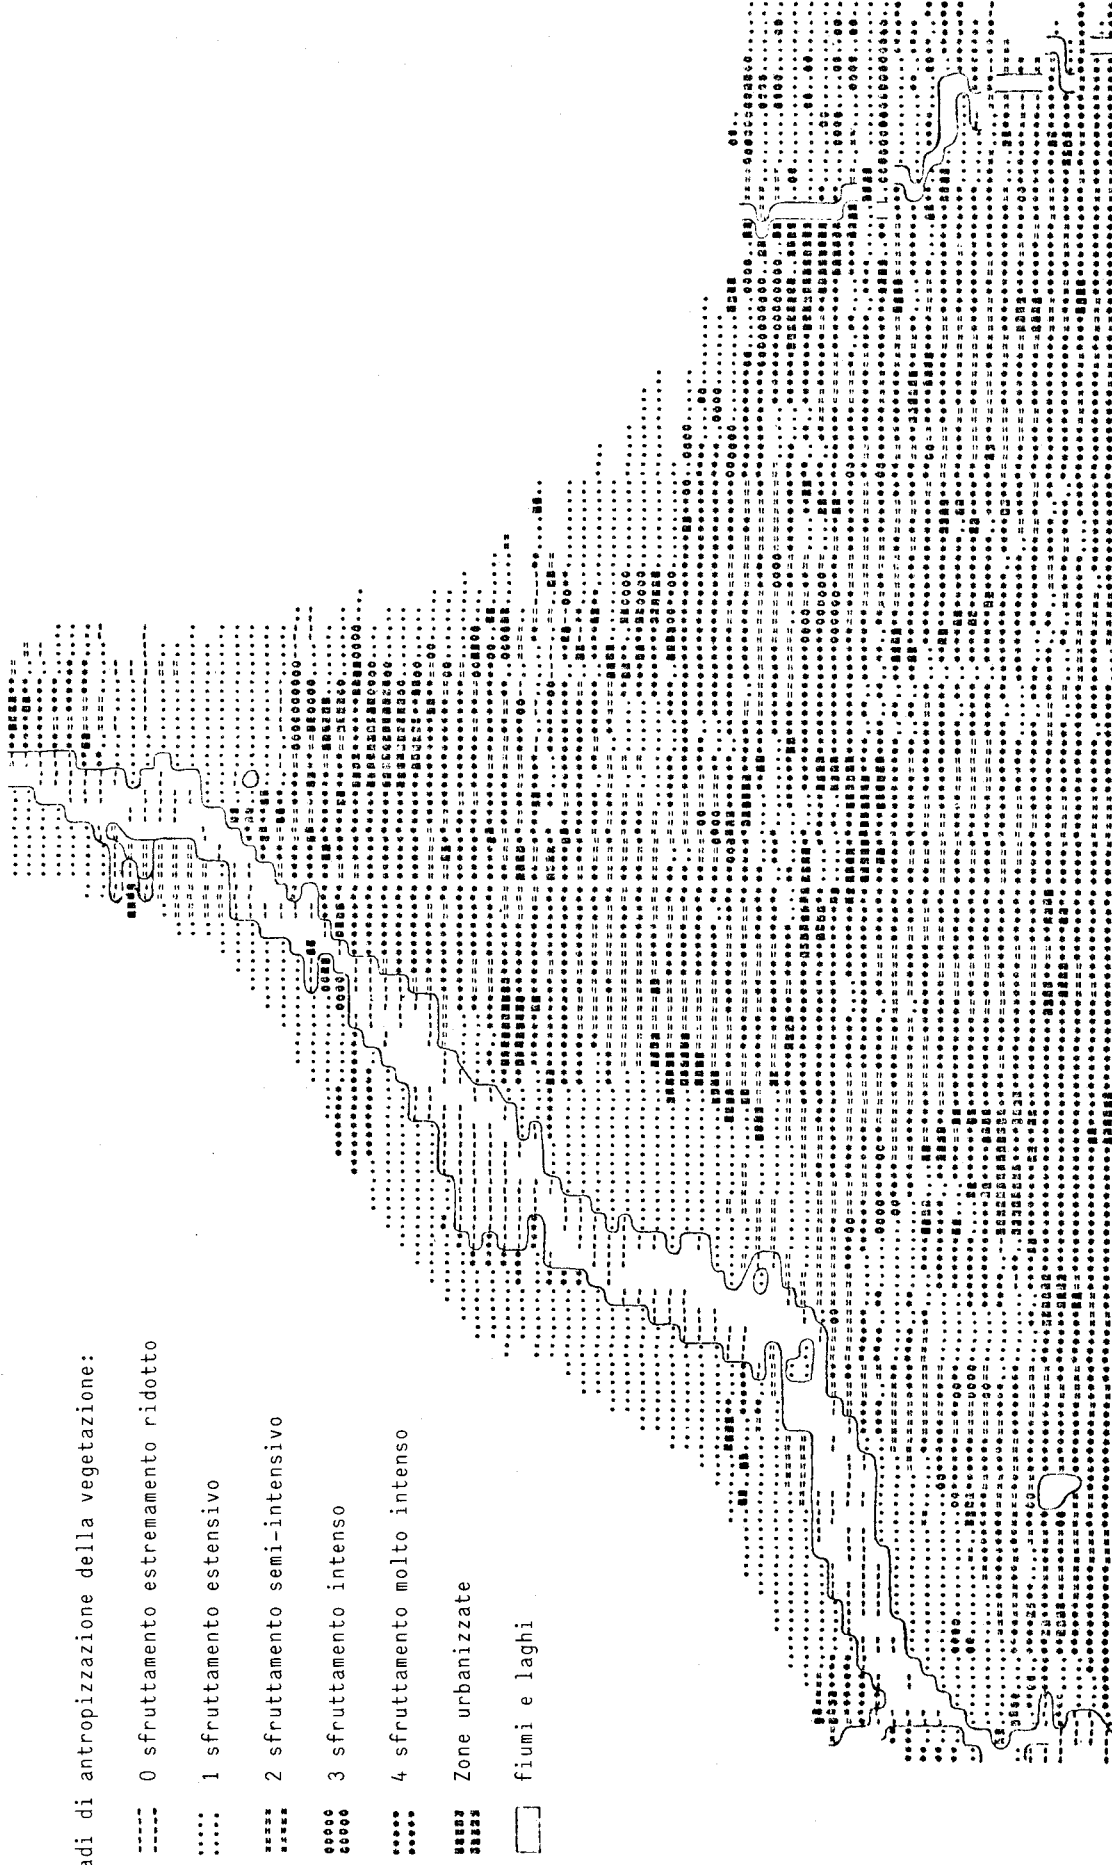 adi di antropizzazione della vegetazione:
0 sfruttamento estremamento ridotto
1 sfruttamento estensivo
2 sfruttamento semi-intensivo
3 sfruttamento intenso
4 sfruttamento molto intenso
Zone urbanizzate
fiumi e laghi